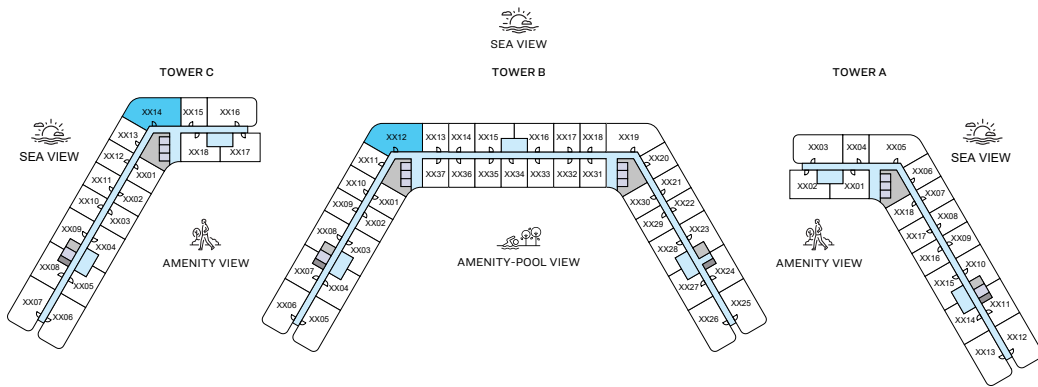 SEA VIEW
TOWER C
TOWER B
TOWER A
SEA VIEW
SEA VIEW
AMENITY VIEW
AMENITY-POOL VIEW
AMENITY VIEW
XX14
XX15
XX16
XX13
XX12
XX11
XX10
XX09
XX08
XX07
XX06
XX18
XX17
XX01
XX02
XX03
XX04
XX05
XX12
XX13
XX14
XX15
XX16
XX17
XX18
XX19
XX11
XX10
XX09
XX08
XX07
XX06
XX37
XX36
XX35
XX34
XX33
XX32
XX31
XX01
XX02
XX03
XX04
XX05
XX20
XX21
XX22
XX23
XX24
XX25
XX30
XX29
XX28
XX27
XX26
XX03
XX04
XX05
XX02
XX01
XX06
XX07
XX08
XX09
XX10
XX11
XX12
XX18
XX17
XX16
XX15
XX14
XX13